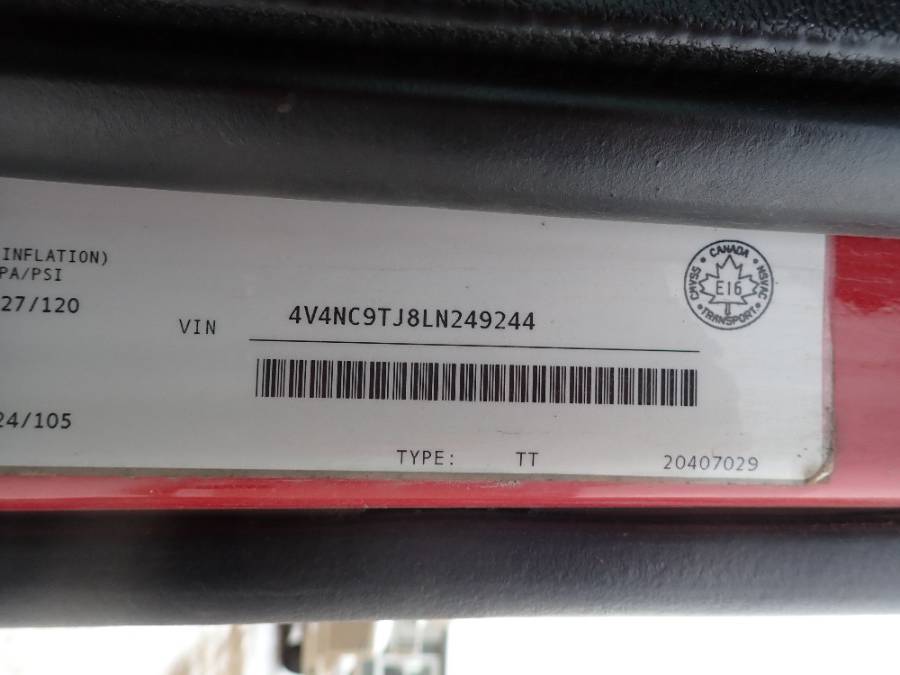 INFLATION)
PA/PSI
27/120
VIN 4V4NC9TJ8LN249244
24/105
TYPE: TT 20407029
CANADA
CMVSS
NSVAC
E16
TRANSPORT